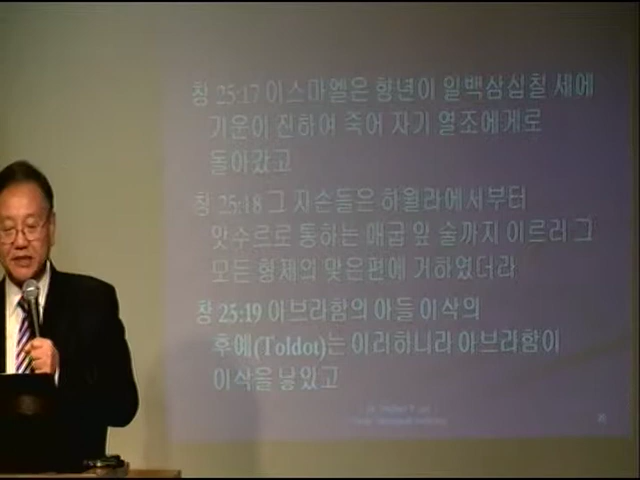 창 25:17 이스마엘은 향년이 일백삼십칠 세에
기운이 진하여 죽어 자기 열조에게로
돌아갔고
창 25:18 그 자손들은 하윌라에서부터
앗수르로 통하는 애굽 앞 술까지 이르러 그
모든 형제의 맞은편에 거하였더라
창 25:19 아브라함의 아들 이삭의
후예(Toldot)는 이러하니라 아브라함이
이삭을 낳았고